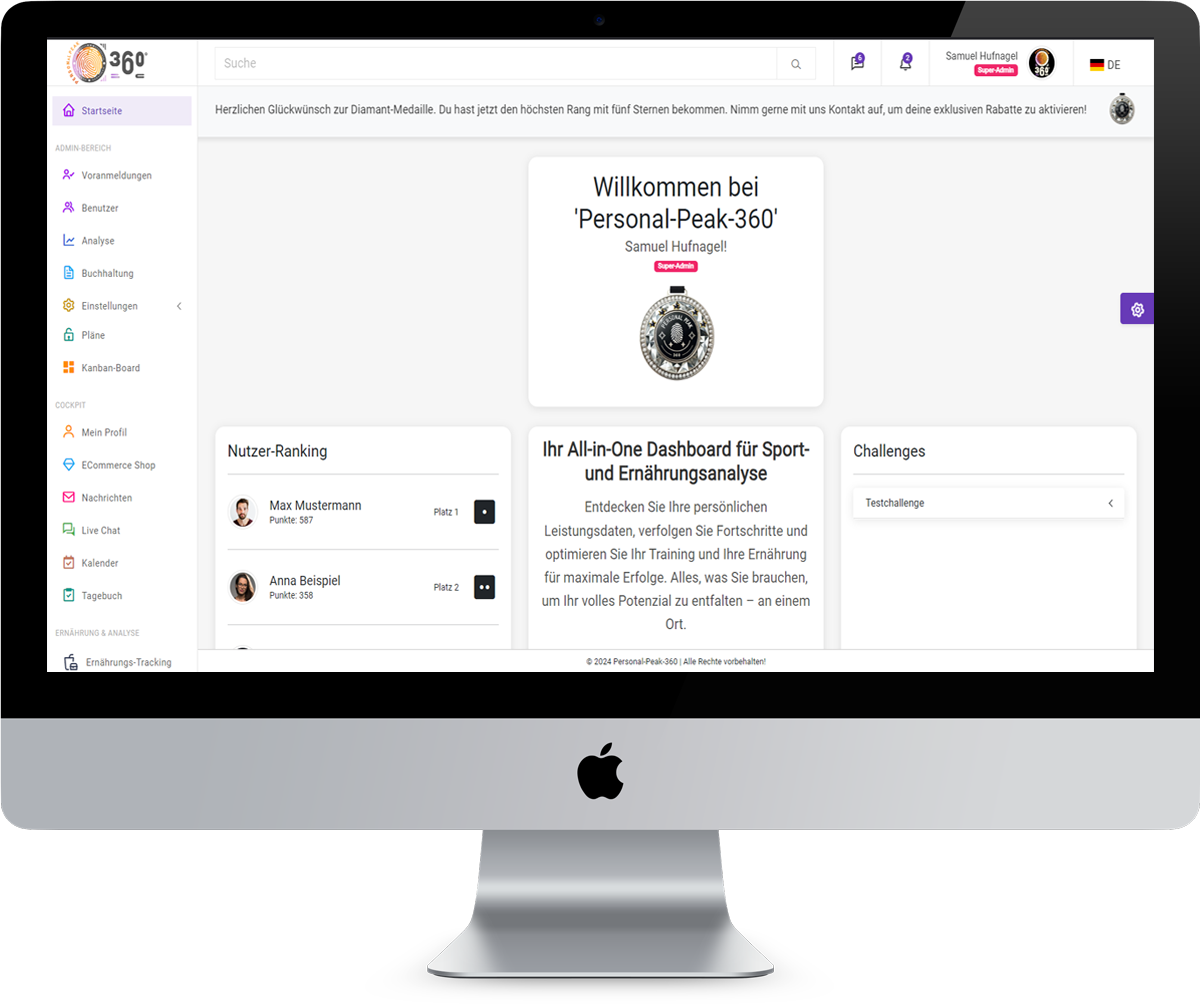 360°
Suche
6
2
Samuel Hufnagel
Super-Admin
360
DE
Startseite
Herzlichen Glückwünsch zur Diamant-Medaille. Du hast jetzt den höchsten Rang mit fünf Sternen bekommen. Nimm gerne mit uns Kontakt auf, um deine exklusiven Rabatte zu aktivieren!
ADMIN-BEREICH
Voranmeldungen
Benutzer
Analyse
Buchhaltung
Einstellungen
Pläne
Kanban-Board
COCKPIT
Mein Profil
ECommerce Shop
Nachrichten
Live Chat
Kalender
Tagebuch
ERNÄHRUNG & ANALYSE
Ernährungs-Tracking
Willkommen bei
'Personal-Peak-360'
Samuel Hufnagel!
Super-Admin
PERSONAL PEAK
360
Nutzer-Ranking
Max Mustermann
Punkte: 587
Platz 1
Anna Beispiel
Punkte: 358
Platz 2
Ihr All-in-One Dashboard für Sport-
und Ernährungsanalyse
Entdecken Sie Ihre persönlichen
Leistungsdaten, verfolgen Sie Fortschritte und
optimieren Sie Ihr Training und Ihre Ernährung
für maximale Erfolge. Alles, was Sie brauchen,
um Ihr volles Potenzial zu entfalten – an einem
Ort.
Challenges
Testchallenge
© 2024 Personal-Peak-360 | Alle Rechte vorbehalten!